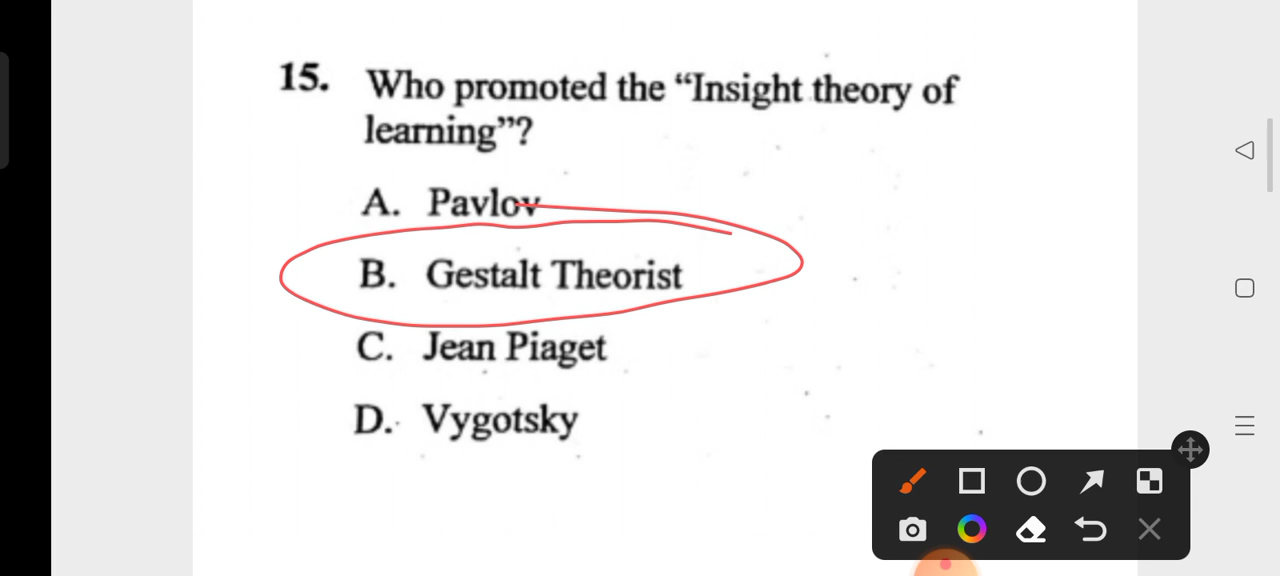 15. Who promoted the “Insight theory of
learning”?
A. Pavlov
B. Gestalt Theorist
C. Jean Piaget
D. Vygotsky